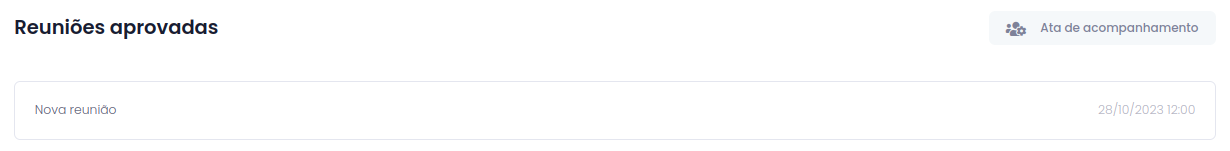 Reuniões aprovadas
Ata de acompanhamento
Nova reunião
28/10/2023 12:00